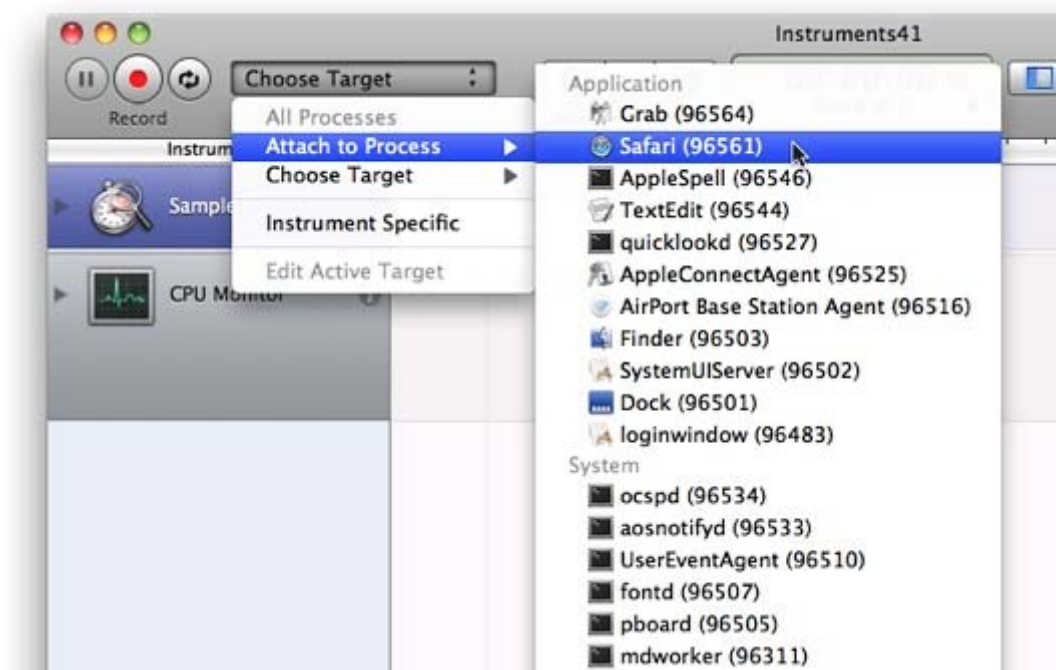 Instruments41
Choose Target
Record
All Processes
Attach to Process
Choose Target
Instrument Specific
Edit Active Target
Instrum
Sample
CPU Monitor
Application
Grab (96564)
Safari (96561)
AppleSpell (96546)
TextEdit (96544)
quicklookd (96527)
AppleConnectAgent (96525)
AirPort Base Station Agent (96516)
Finder (96503)
SystemUIServer (96502)
Dock (96501)
loginwindow (96483)
System
ocspd (96534)
aosnotifyd (96533)
UserEventAgent (96510)
fontd (96507)
pboard (96505)
mdworker (96311)